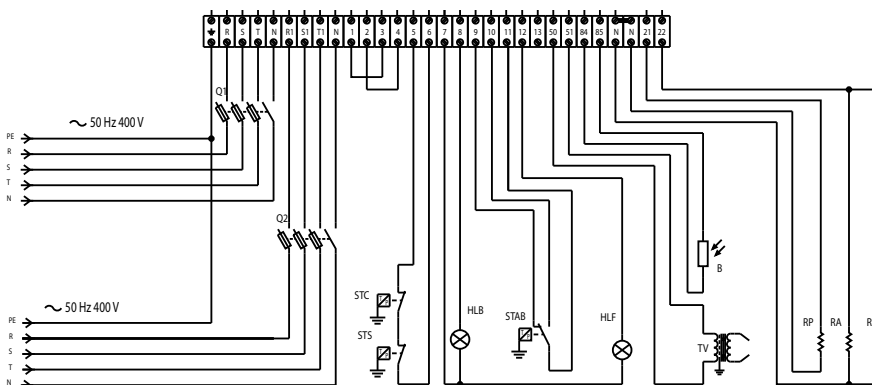 R S T N R1 S1 T1 N 1 2 3 4 5 6 7 8 9 10 11 12 13 50 51 84 85 N N 21 22
Q1
~ 50 Hz 400 V
PE
R
S
T
N
Q2
~ 50 Hz 400 V
PE
R
S
T
N
STC
STS
HLB
STAB
HLF
B
TV
RP
RA
R